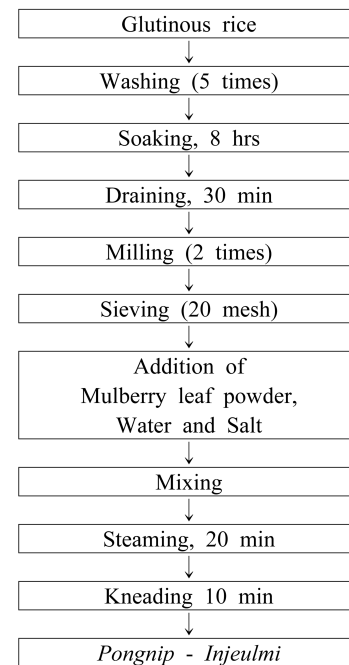 Glutinous rice
Washing (5 times)
Soaking, 8 hrs
Draining, 30 min
Milling (2 times)
Sieving (20 mesh)
Addition of
Mulberry leaf powder,
Water and Salt
Mixing
Steaming, 20 min
Kneading 10 min
Pongnip - Injeulmi